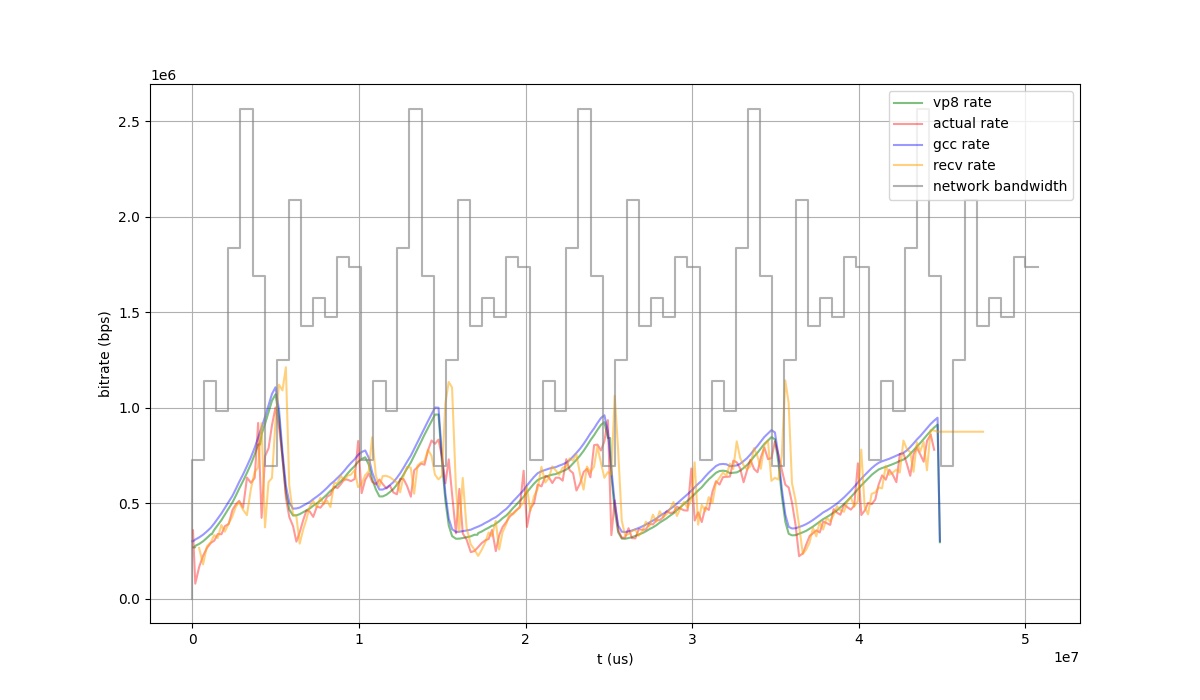 1e6
vp8 rate
actual rate
gcc rate
recv rate
network bandwidth
2.5
2.0
1.5
1.0
0.5
0.0
bitrate (bps)
0 1 2 3 4 5
t (us)
1e7